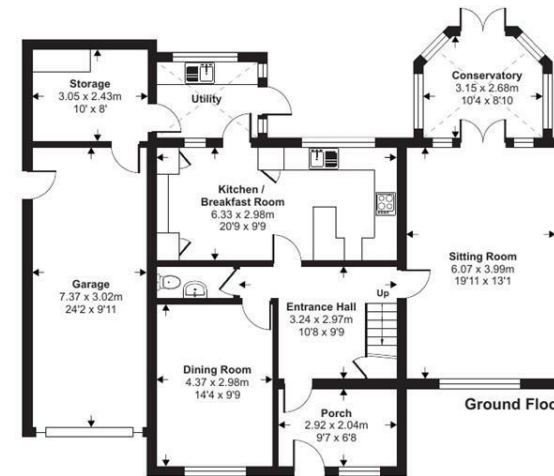 Storage
3.05 x 2.43m
10' x 8'
Utility
Conservatory
3.15 x 2.68m
10'4 x 8'10
Kitchen /
Breakfast Room
6.33 x 2.98m
20'9 x 9'9
Sitting Room
6.07 x 3.99m
19'11 x 13'1
Garage
7.37 x 3.02m
24'2 x 9'11
Up
Entrance Hall
3.24 x 2.97m
10'8 x 9'9
Dining Room
4.37 x 2.98m
14'4 x 9'9
Porch
2.92 x 2.04m
9'7 x 6'8
Ground Floo